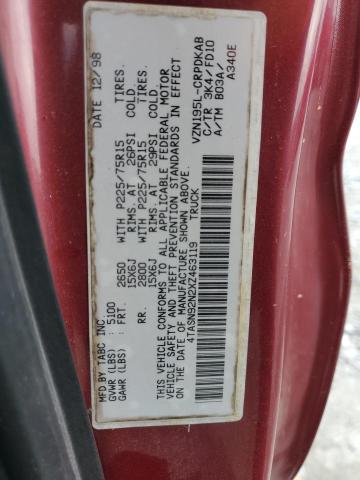 MFD BY TABC INC DATE 12/98
GVWR (LBS) : 5100
GAWR (LBS) : FRT. 2650 WITH P225/75R15 TIRES.
15X6J RIMS. AT 26PSI COLD.
RR. 2800 WITH P225/75R15 TIRES.
15X6J RIMS. AT 29PSI COLD.
THIS VEHICLE CONFORMS TO ALL APPLICABLE FEDERAL MOTOR
VEHICLE SAFETY AND THEFT PREVENTION STANDARDS IN EFFECT
ON THE DATE OF MANUFACTURE SHOWN ABOVE.
4TASN92N2XZ463119 TRUCK
VZN195L-CRPDKAB
C/TR 3K4/FD10
A/TM B03A/
A340E